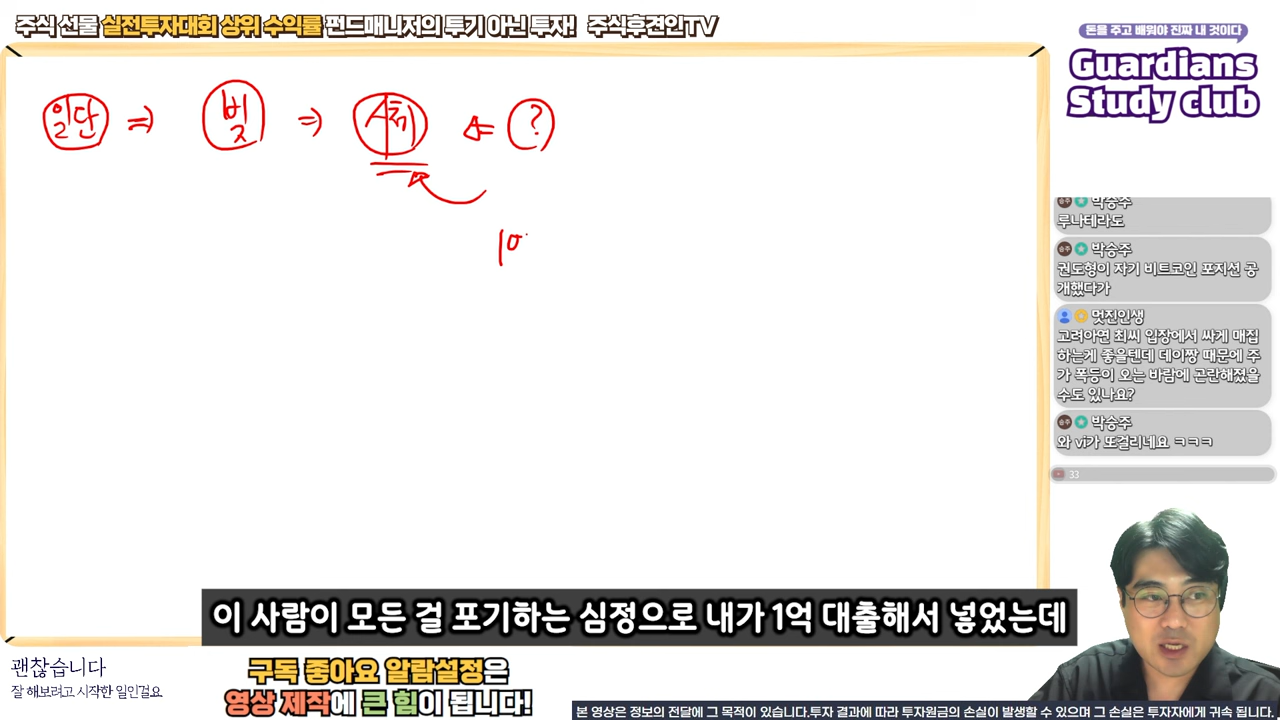 주식 선물 실전투자대회 상위 수익률 펀드매니저의 투기 아닌 투자! 주식후견인TV
돈을 주고 배워야 진짜 내 것이다
Guardians
Study club
일단 ⇒ 빚 ⇒ ?
박승주
루나테라도
박승주
권도형이 자기 비트코인 포지션 공
개했다가
멋진인생
고려아연 최씨 입장에서 싸게 매집
하는게 좋을텐데 데이짱 때문에 주
가 폭등이 오는 바람에 곤란해졌을
수도 있나요?
박승주
와 vi가 또걸리네요 ㅋㅋㅋ
33
이 사람이 모든 걸 포기하는 심정으로 내가 1억 대출해서 넣었는데
괜찮습니다
잘 해보려고 시작한 일인걸요
구독 좋아요 알람설정은
영상 제작에 큰 힘이 됩니다!
본 영상은 정보의 전달에 그 목적이 있습니다.투자 결과에 따라 투자원금의 손실이 발생할 수 있으며 그 손실은 투자자에게 귀속 됩니다.